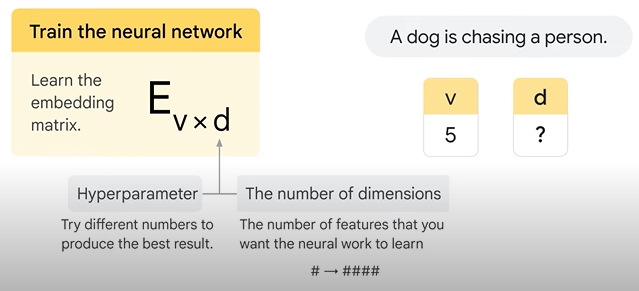 Train the neural network
Learn the
embedding
matrix.
E v × d
A dog is chasing a person.
v
d
5
?
Hyperparameter
The number of dimensions
Try different numbers to
produce the best result.
The number of features that you
want the neural work to learn
# → ####